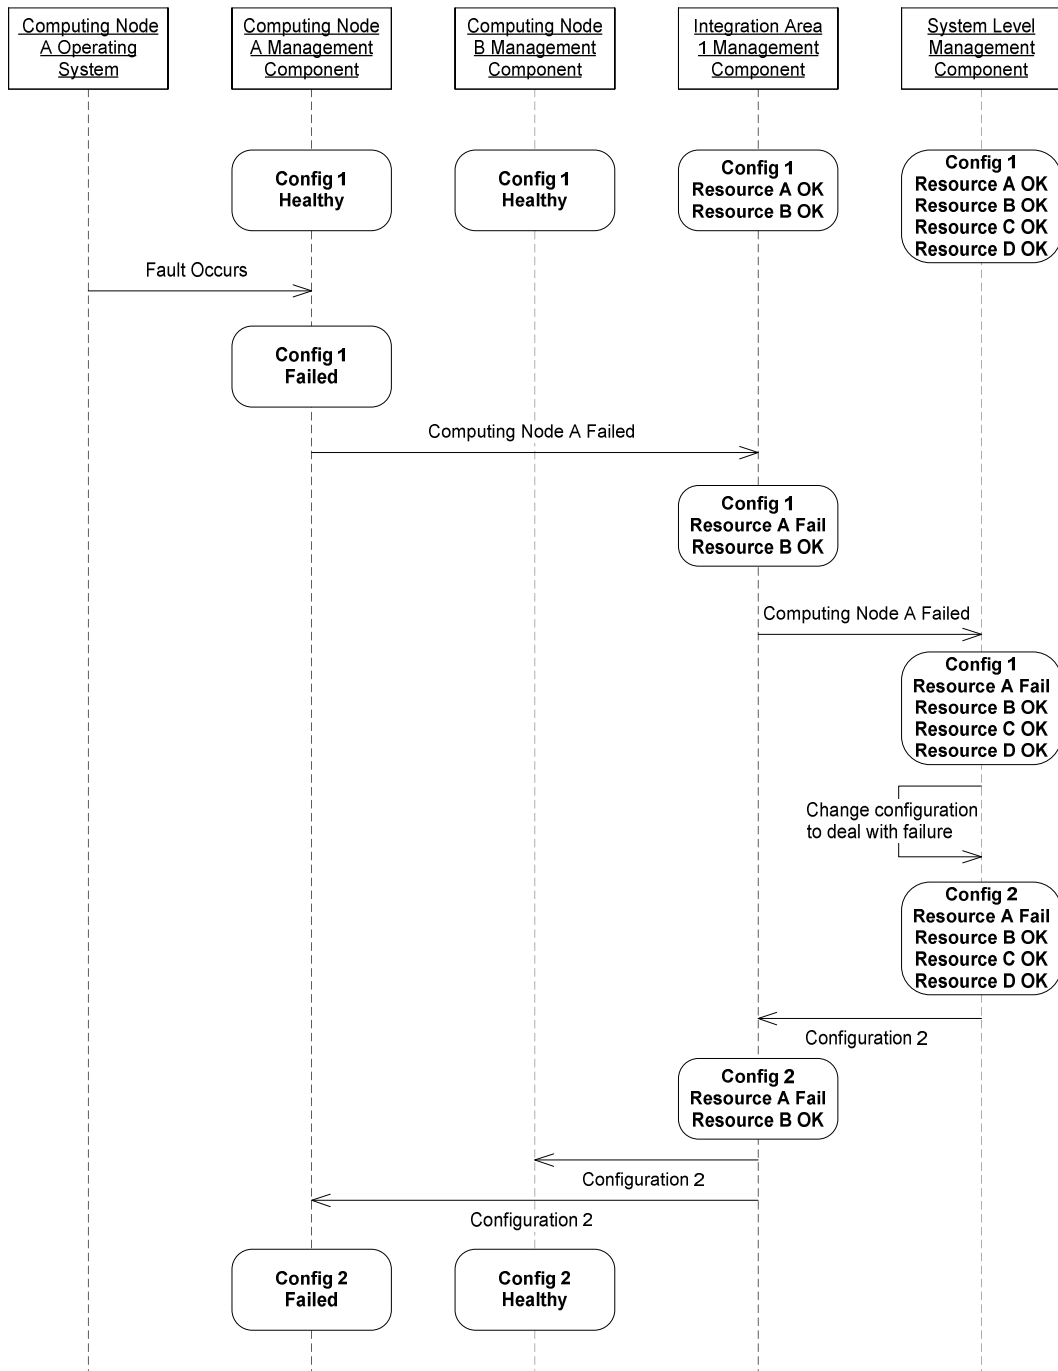 Computing Node
A Operating
System
Computing Node
A Management
Component
Computing Node
B Management
Component
Integration Area
1 Management
Component
System Level
Management
Component
Config 1
Healthy
Config 1
Healthy
Config 1
Resource A OK
Resource B OK
Config 1
Resource A OK
Resource B OK
Resource C OK
Resource D OK
Fault Occurs
Config 1
Failed
Computing Node A Failed
Config 1
Resource A Fail
Resource B OK
Computing Node A Failed
Config 1
Resource A Fail
Resource B OK
Resource C OK
Resource D OK
Change configuration
to deal with failure
Config 2
Resource A Fail
Resource B OK
Resource C OK
Resource D OK
Configuration 2
Config 2
Resource A Fail
Resource B OK
Configuration 2
Configuration 2
Config 2
Failed
Config 2
Healthy